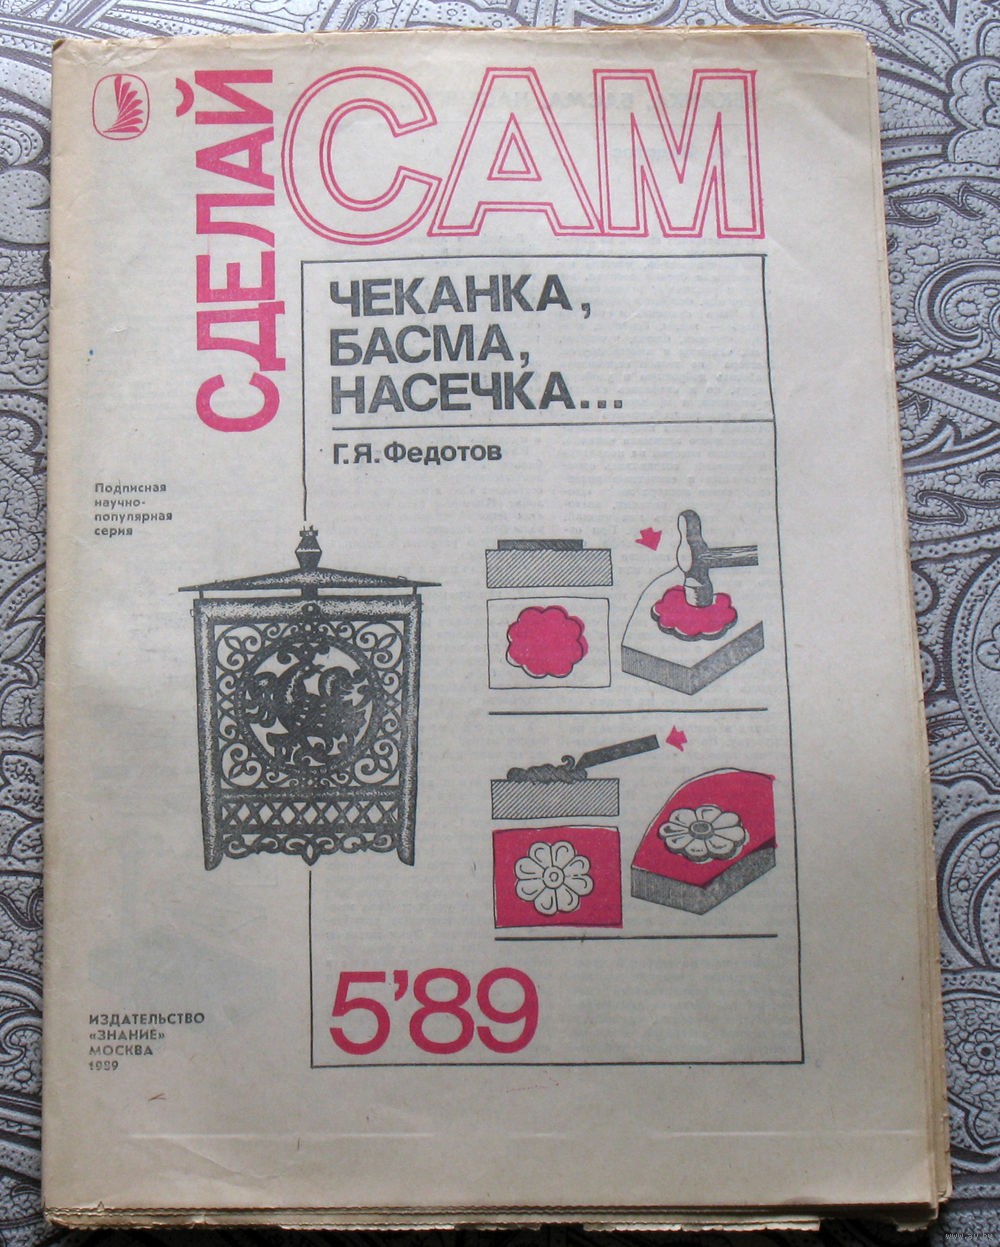 СДЕЛАЙ
САМ
ЧЕКАНКА,
БАСМА,
НАСЕЧКА...
Г.Я.Федотов
Подписная
научно-
популярная
серия
5'89
ИЗДАТЕЛЬСТВО
«ЗНАНИЕ»
МОСКВА
1989